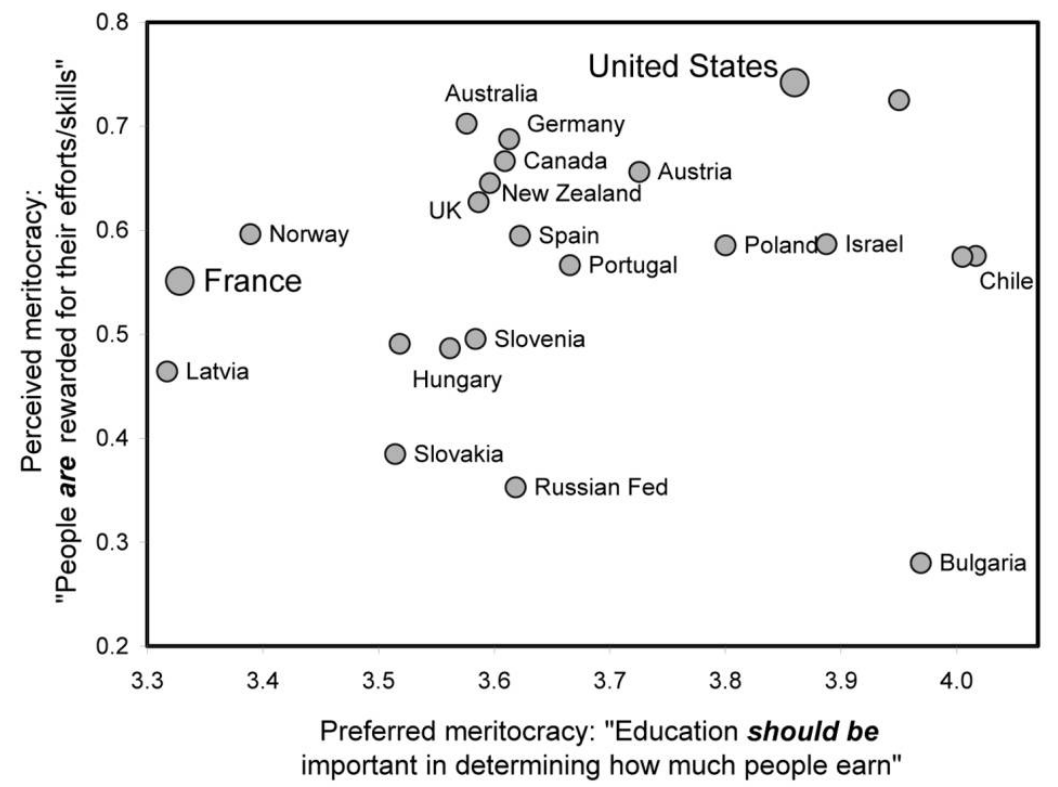 Perceived meritocracy:
"People are rewarded for their efforts/skills"
0.8
0.7
0.6
0.5
0.4
0.3
0.2
United States
Australia
Germany
Canada
Austria
New Zealand
UK
Norway
Spain
Poland
Israel
Portugal
France
Chile
Slovenia
Latvia
Hungary
Slovakia
Russian Fed
Bulgaria
3.3 3.4 3.5 3.6 3.7 3.8 3.9 4.0
Preferred meritocracy: "Education should be
important in determining how much people earn"